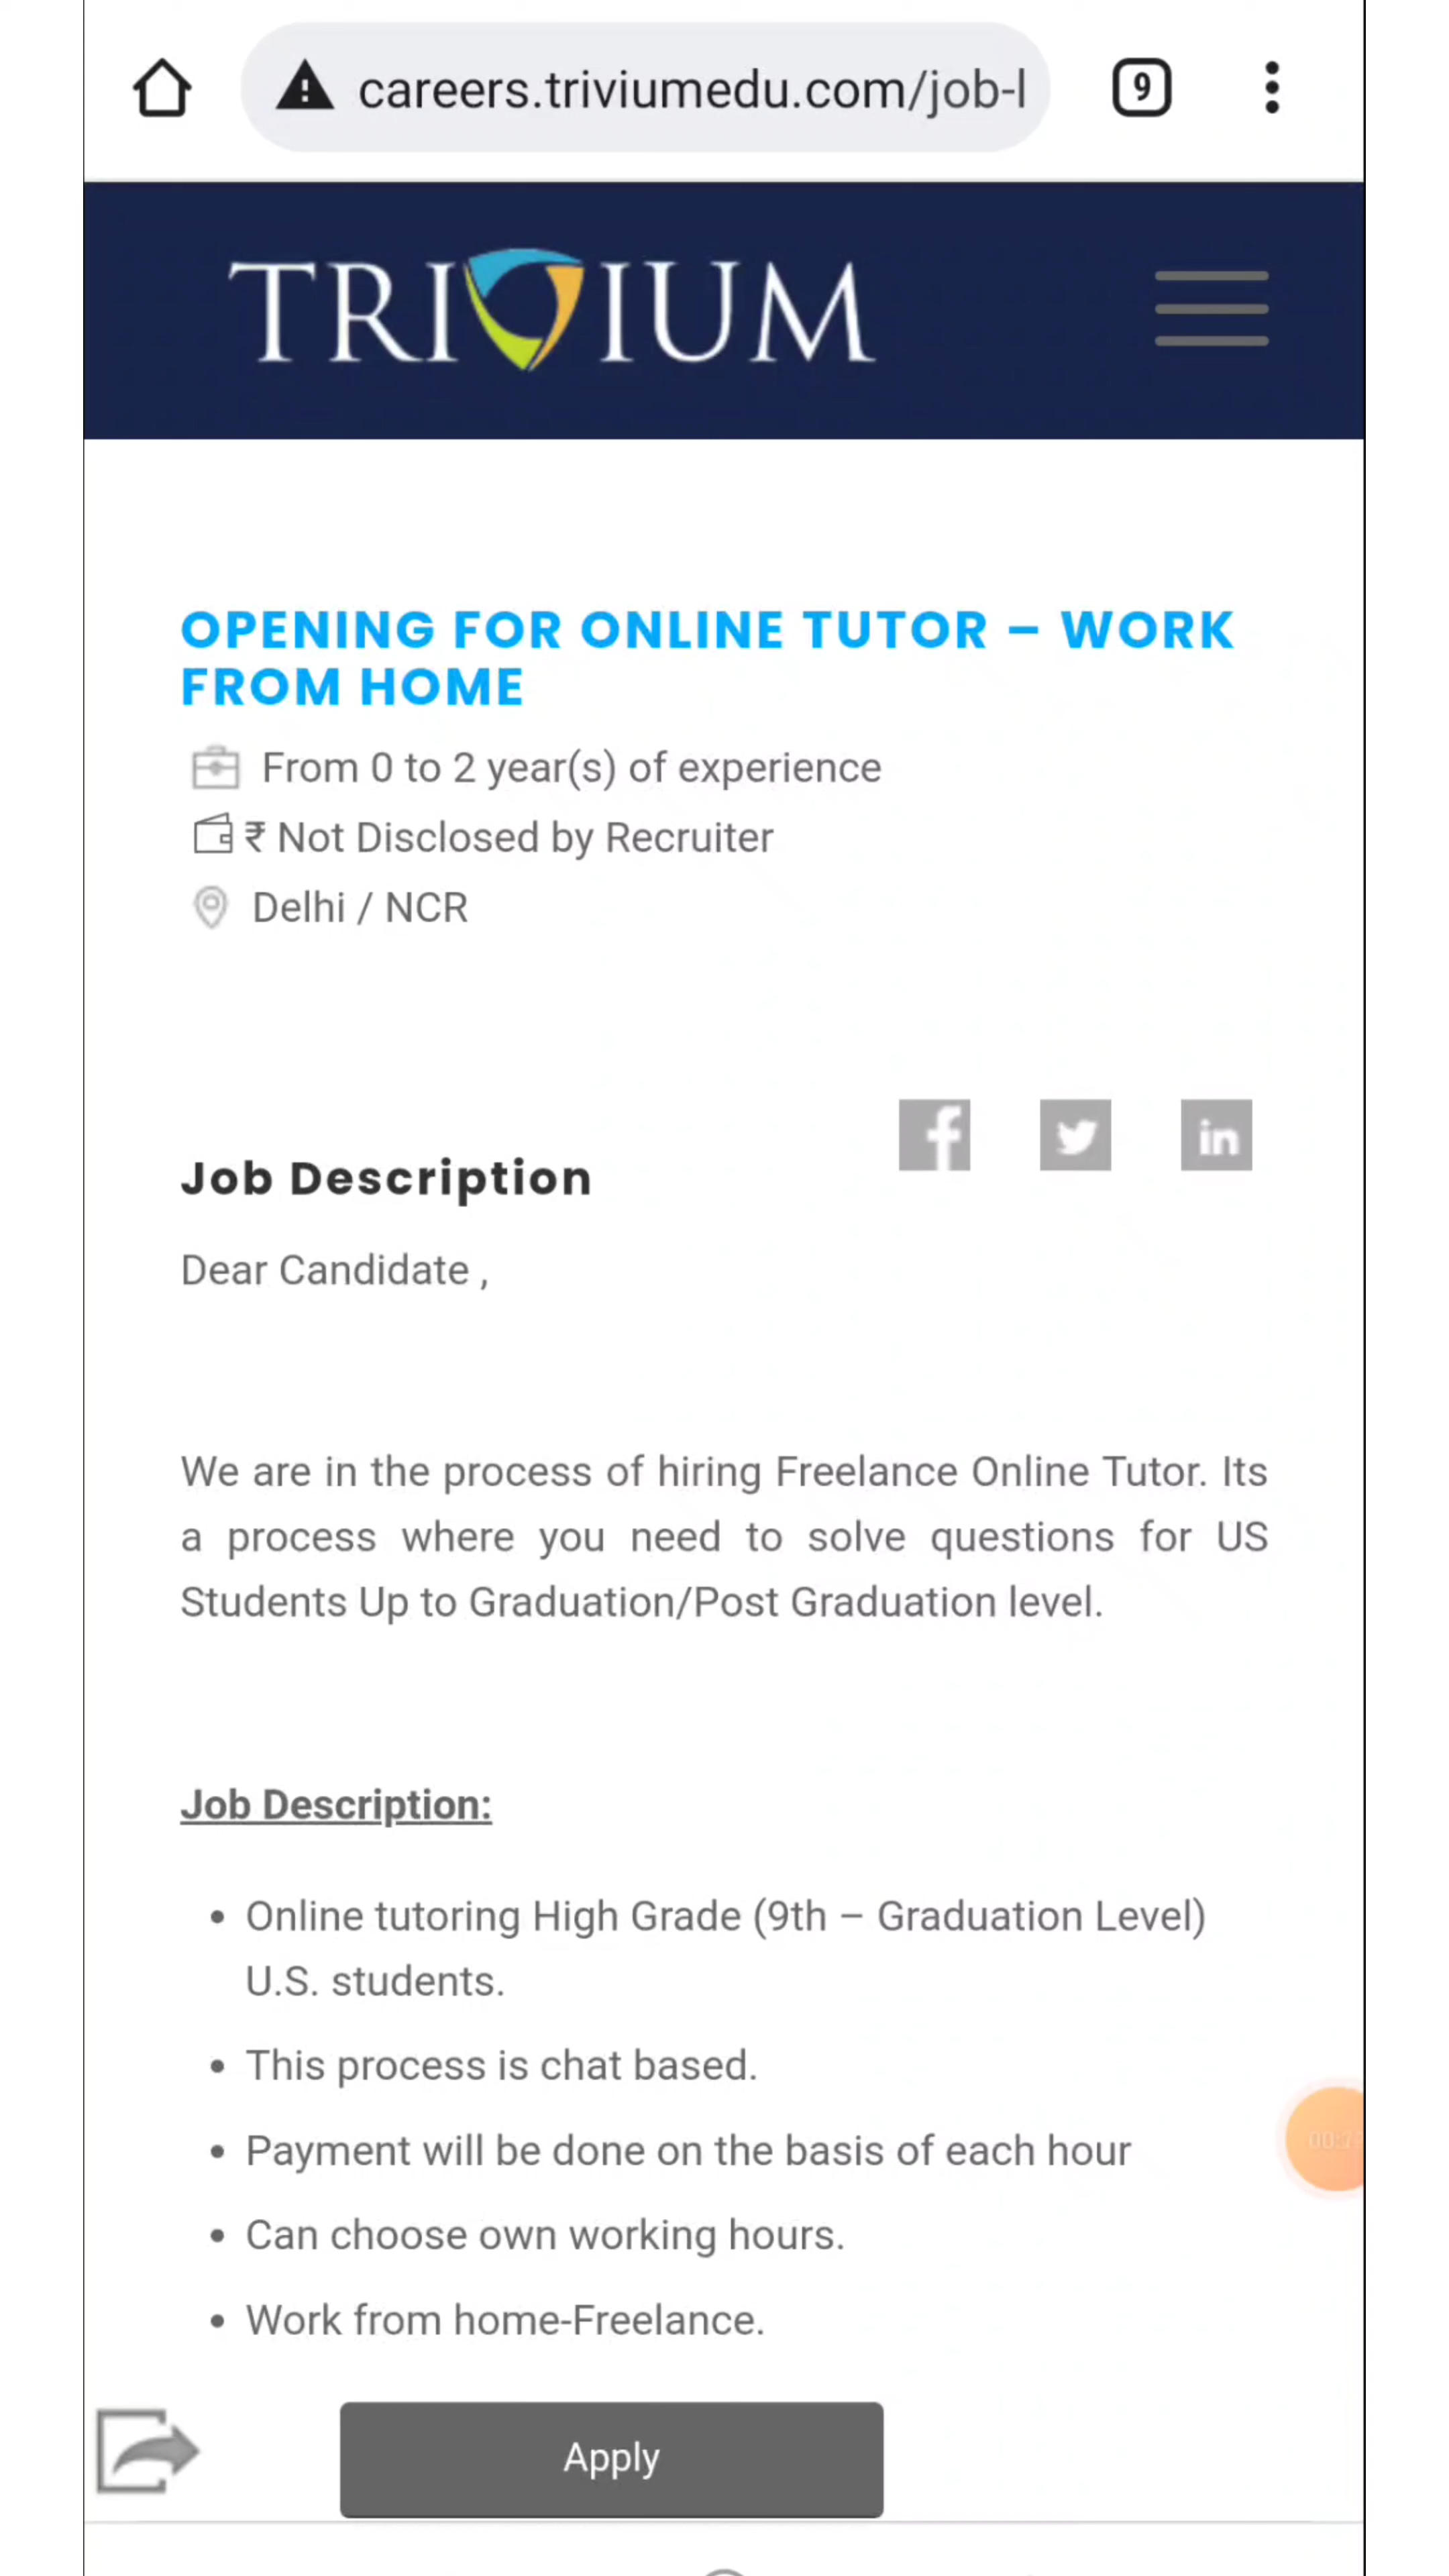 careers.triviumedu.com/job-l
9
TRIVIUM
OPENING FOR ONLINE TUTOR – WORK
FROM HOME
From 0 to 2 year(s) of experience
₹ Not Disclosed by Recruiter
Delhi / NCR
f
in
Job Description
Dear Candidate ,
We are in the process of hiring Freelance Online Tutor. Its
a process where you need to solve questions for US
Students Up to Graduation/Post Graduation level.
Job Description:
• Online tutoring High Grade (9th – Graduation Level)
U.S. students.
• This process is chat based.
• Payment will be done on the basis of each hour
• Can choose own working hours.
• Work from home-Freelance.
Apply